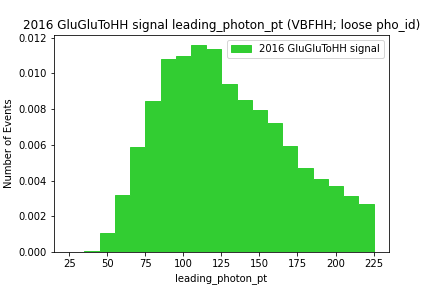 2016 GluGluToHH signal leading_photon_pt (VBFHH; loose pho_id)
2016 GluGluToHH signal
Number of Events
0.012
0.010
0.008
0.006
0.004
0.002
0.000
25 50 75 100 125 150 175 200 225
leading_photon_pt